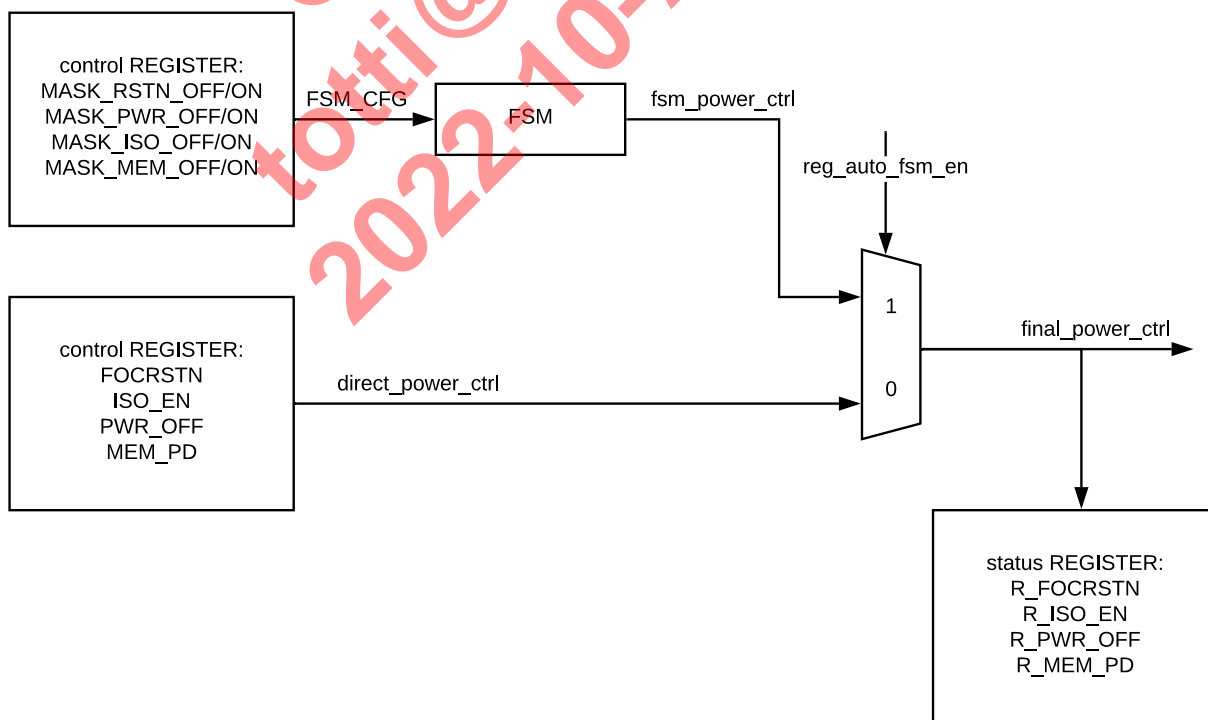 control REGISTER:
MASK_RSTN_OFF/ON
MASK_PWR_OFF/ON
MASK_ISO_OFF/ON
MASK_MEM_OFF/ON
FSM_CFG
FSM
fsm_power_ctrl
reg_auto_fsm_en
1
0
final_power_ctrl
control REGISTER:
FOCRSTN
ISO_EN
PWR_OFF
MEM_PD
direct_power_ctrl
status REGISTER:
R_FOCRSTN
R_ISO_EN
R_PWR_OFF
R_MEM_PD
totti@
2022-10-